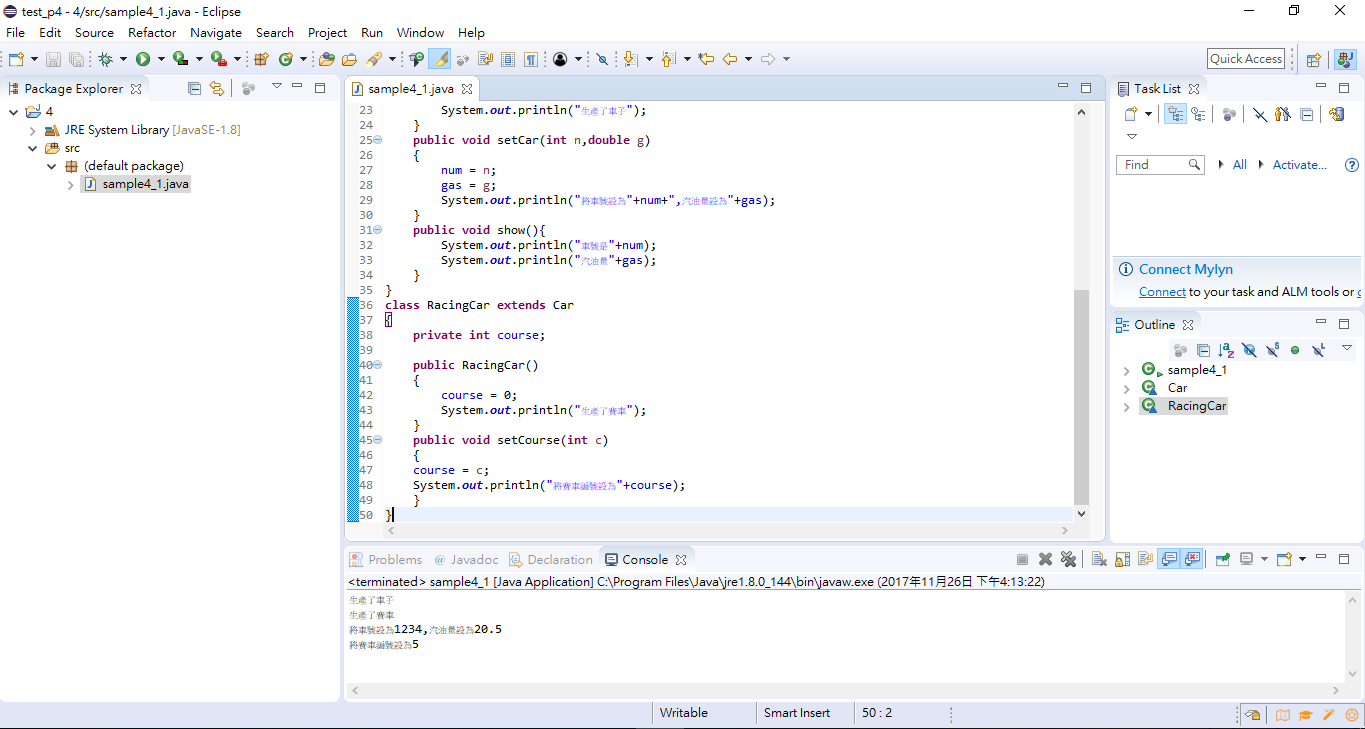 test_p4 - 4/src/sample4_1.java - Eclipse
File Edit Source Refactor Navigate Search Project Run Window Help
Quick Access
Package Explorer
4
JRE System Library [JavaSE-1.8]
src
(default package)
sample4_1.java
sample4_1.java
23 System.out.println("生產了車子");
24 }
25 public void setCar(int n,double g)
26 {
27 num = n;
28 gas = g;
29 System.out.println("將車號設為"+num+",汽油量設為"+gas);
30 }
31 public void show(){
32 System.out.println("車號是"+num);
33 System.out.println("汽油量"+gas);
34 }
35 }
36 class RacingCar extends Car
37 {
38 private int course;
39
40 public RacingCar()
41 {
42 course = 0;
43 System.out.println("生產了賽車");
44 }
45 public void setCourse(int c)
46 {
47 course = c;
48 System.out.println("將賽車編號設為"+course);
49 }
50 }
Task List
Find
All
Activate...
Connect Mylyn
Connect to your task and ALM tools or c
Outline
sample4_1
Car
RacingCar
Problems @ Javadoc Declaration Console
<terminated> sample4_1 [Java Application] C:\Program Files\Java\jre1.8.0_144\bin\javaw.exe (2017年11月26日 下午4:13:22)
生產了車子
生產了賽車
將車號設為1234,汽油量設為20.5
將賽車編號設為5
Writable Smart Insert 50 : 2